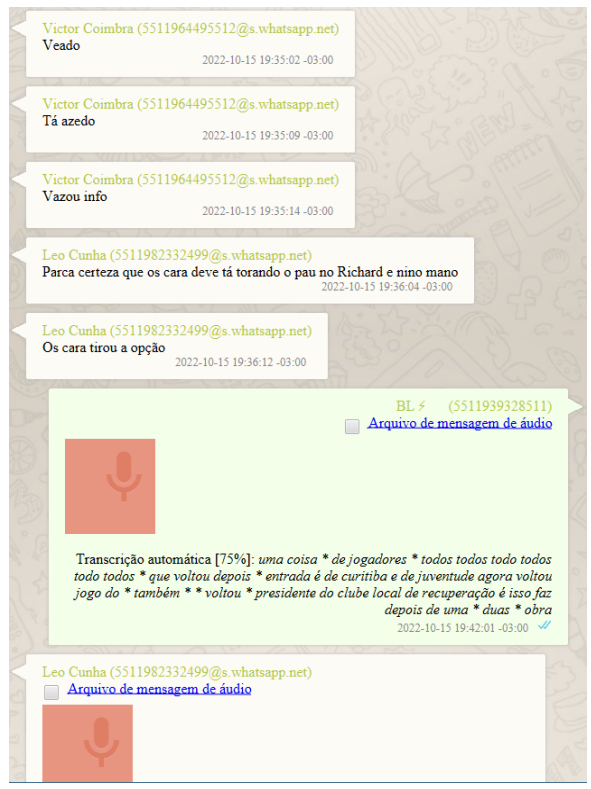 Victor Coimbra (5511964495512@s.whatsapp.net)
Veado
2022-10-15 19:35:02 -03:00
Victor Coimbra (5511964495512@s.whatsapp.net)
Tá azedo
2022-10-15 19:35:09 -03:00
Victor Coimbra (5511964495512@s.whatsapp.net)
Vazou info
2022-10-15 19:35:14 -03:00
Leo Cunha (5511982332499@s.whatsapp.net)
Parca certeza que os cara deve tá torando o pau no Richard e nino mano
2022-10-15 19:36:04 -03:00
Leo Cunha (5511982332499@s.whatsapp.net)
Os cara tirou a opção
2022-10-15 19:36:12 -03:00
BL⚡ (5511939328511)
Arquivo de mensagem de áudio
Transcrição automática [75%]: uma coisa * de jogadores * todos todos todo todos
todo todos * que voltou depois * entrada é de curitiba e de juventude agora voltou
jogo do * também * * voltou * presidente do clube local de recuperação é isso faz
depois de uma * duas * obra
2022-10-15 19:42:01 -03:00
Leo Cunha (5511982332499@s.whatsapp.net)
Arquivo de mensagem de áudio